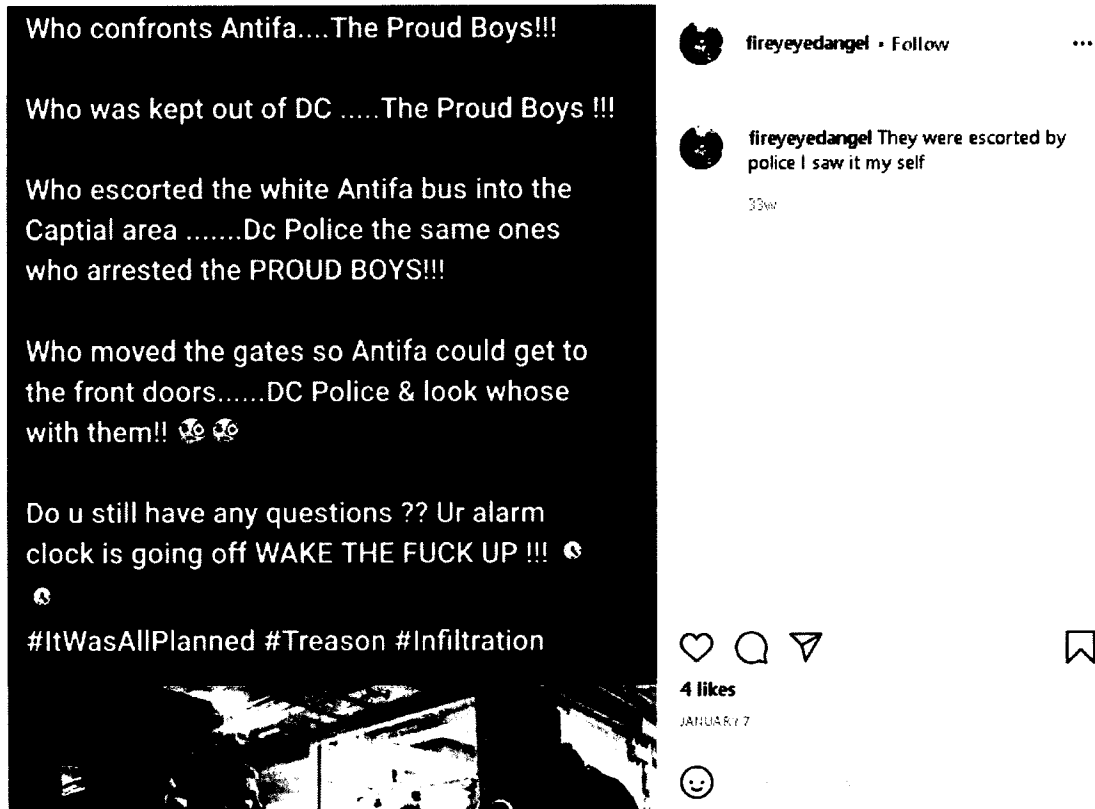 Who confronts Antifa....The Proud Boys!!!
Who was kept out of DC .....The Proud Boys !!!
Who escorted the white Antifa bus into the
Captial area .......Dc Police the same ones
who arrested the PROUD BOYS!!!
Who moved the gates so Antifa could get to
the front doors......DC Police & look whose
with them!!
Do u still have any questions ?? Ur alarm
clock is going off WAKE THE FUCK UP !!!
#ItWasAllPlanned #Treason #Infiltration
fireyeyedangel • Follow
fireyeyedangel They were escorted by
police I saw it my self
33w
4 likes
JANUARY 7